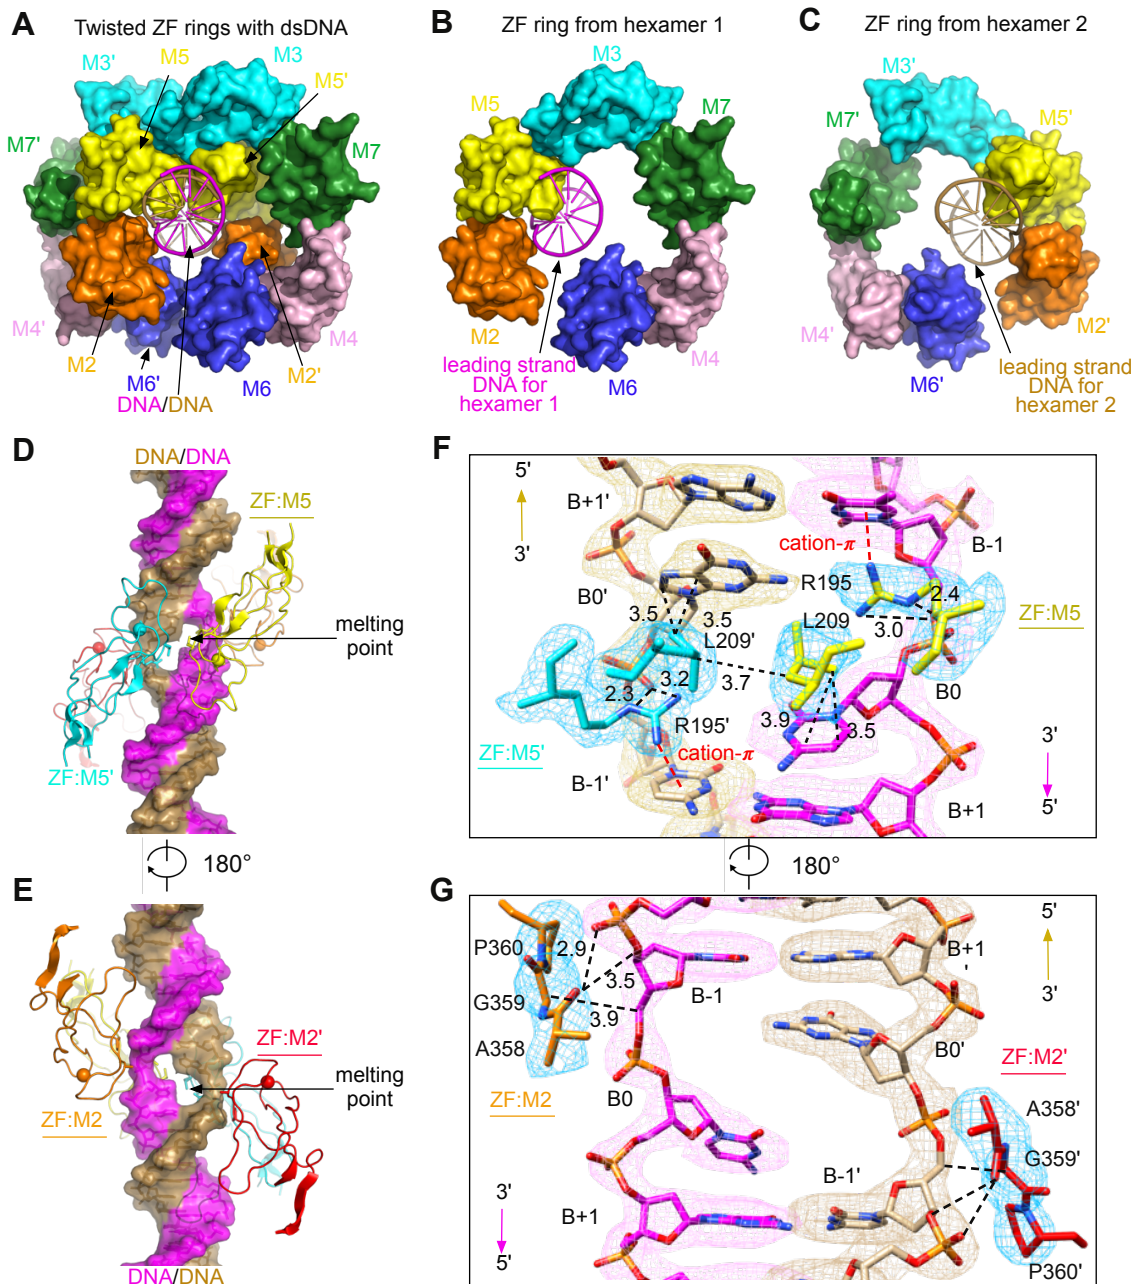 A
Twisted ZF rings with dsDNA
M3'
M5
M3
M5'
M7'
M7
M4'
M4
M2
M6'
M6
M2'
DNA/DNA
B
ZF ring from hexamer 1
M3
M5
M7
M2
M4
leading strand
DNA for
hexamer 1
M6
C
ZF ring from hexamer 2
M3'
M7'
M5'
M4'
M2'
M6'
leading strand
DNA for
hexamer 2
D
DNA/DNA
ZF:M5
melting
point
ZF:M5'
180°
E
ZF:M2'
melting
point
ZF:M2
DNA/DNA
F
5'
3'
B+1'
cation-π
B-1
B0'
R195
2.4
3.5
3.5
L209'
L209
3.0
ZF:M5
3.7
2.3
3.2
B0
R195'
3.9
3.5
ZF:M5'
cation-π
B-1'
3'
5'
B+1
180°
G
P360
2.9
3.5
G359
3.9
A358
B-1
B+1
'
5'
3'
B0'
ZF:M2
B0
ZF:M2'
A358'
G359'
B-1'
3'
5'
B+1
P360'